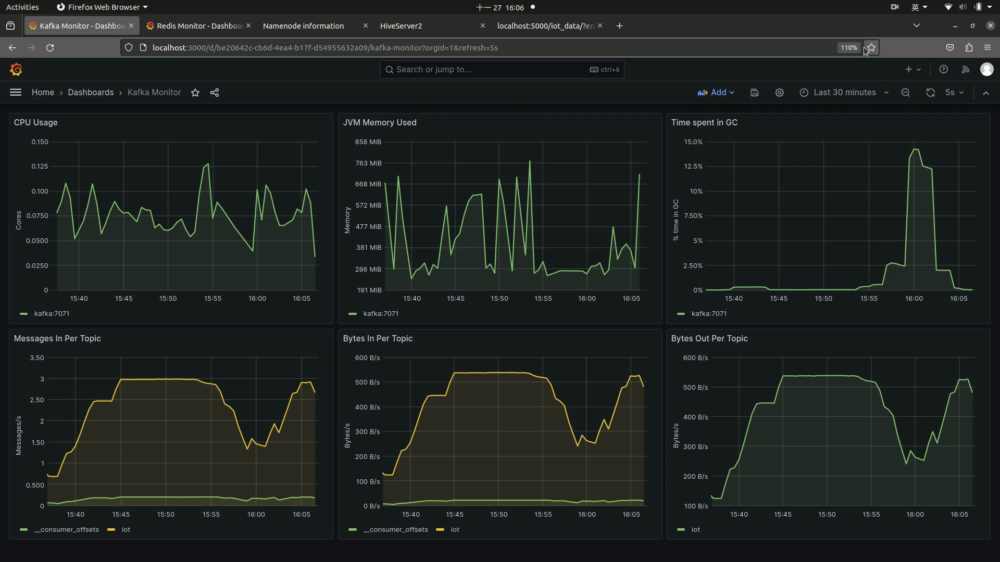 Activities
Firefox Web Browser
十一 27 16:06
英
Kafka Monitor - Dashboa
Redis Monitor - Dashboar
Namenode information
HiveServer2
localhost:5000/iot_data/?en
localhost:3000/d/be20642c-cb6d-4ea4-b17f-d54955632a09/kafka-monitor?orgId=1&refresh=5s
110%
Search or jump to...
ctrl+k
Home › Dashboards › Kafka Monitor
Add
Last 30 minutes
5s
CPU Usage
Cores
0.150
0.125
0.100
0.0750
0.0500
0.0250
0
15:40 15:45 15:50 15:55 16:00 16:05
kafka:7071
JVM Memory Used
Memory
858 MiB
763 MiB
668 MiB
572 MiB
477 MiB
381 MiB
286 MiB
191 MiB
15:40 15:45 15:50 15:55 16:00 16:05
kafka:7071
Time spent in GC
% time in GC
15.0%
12.5%
10%
7.50%
5%
2.50%
0%
15:40 15:45 15:50 15:55 16:00 16:05
kafka:7071
Messages In Per Topic
Messages/s
3.50
3
2.50
2
1.50
1
0.500
0
15:40 15:45 15:50 15:55 16:00 16:05
__consumer_offsets iot
Bytes In Per Topic
Bytes/s
600 B/s
500 B/s
400 B/s
300 B/s
200 B/s
100 B/s
0 B/s
15:40 15:45 15:50 15:55 16:00 16:05
__consumer_offsets iot
Bytes Out Per Topic
Bytes/s
600 B/s
500 B/s
400 B/s
300 B/s
200 B/s
100 B/s
15:40 15:45 15:50 15:55 16:00 16:05
iot